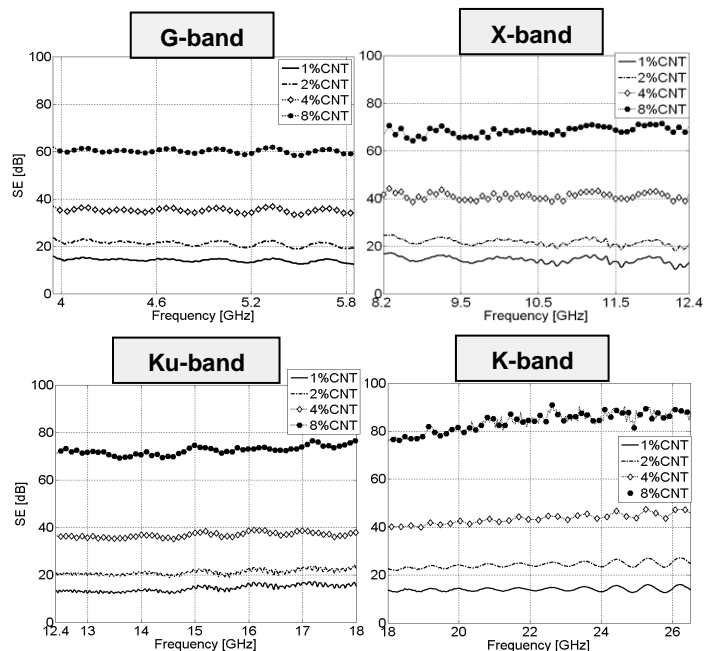 G-band
100
80
60
40
20
0
SE [dB]
1%CNT
2%CNT
4%CNT
8%CNT
4 4.6 5.2 5.8
Frequency [GHz]
X-band
100
80
60
40
20
0
1%CNT
2%CNT
4%CNT
8%CNT
8.2 9.5 10.5 11.5 12.4
Frequency [GHz]
Ku-band
100
80
60
40
20
0
SE [dB]
1%CNT
2%CNT
4%CNT
8%CNT
12.4 13 14 15 16 17 18
Frequency [GHz]
K-band
100
80
60
40
20
0
1%CNT
2%CNT
4%CNT
8%CNT
18 20 22 24 26
Frequency [GHz]